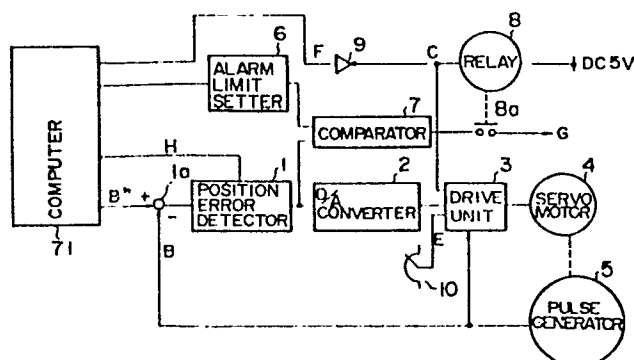 8
6
F
9
C
RELAY
DC 5V
ALARM
LIMIT
SETTER
7
8a
COMPARATOR
G
COMPUTER
H
1a
1
2
3
4
B* +
-
POSITION
ERROR
DETECTOR
D/A
CONVERTER
DRIVE
UNIT
SERVO
MOTOR
71
B
E
10
5
PULSE
GENERATOR